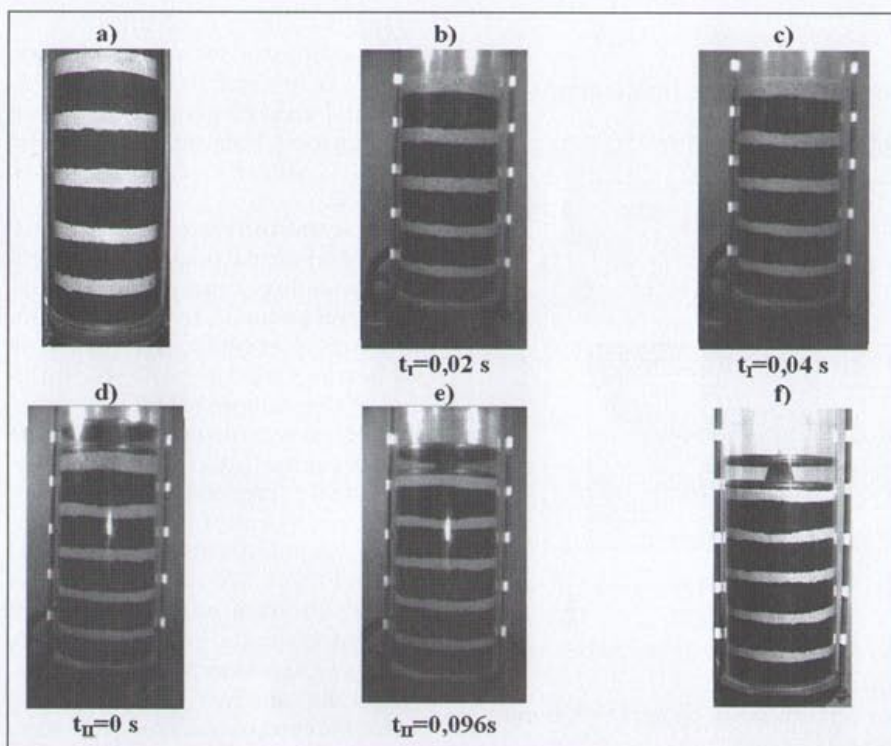 a)
b)
c)
t_I=0,02 s
t_I=0,04 s
d)
e)
f)
t_II=0 s
t_II=0,096s